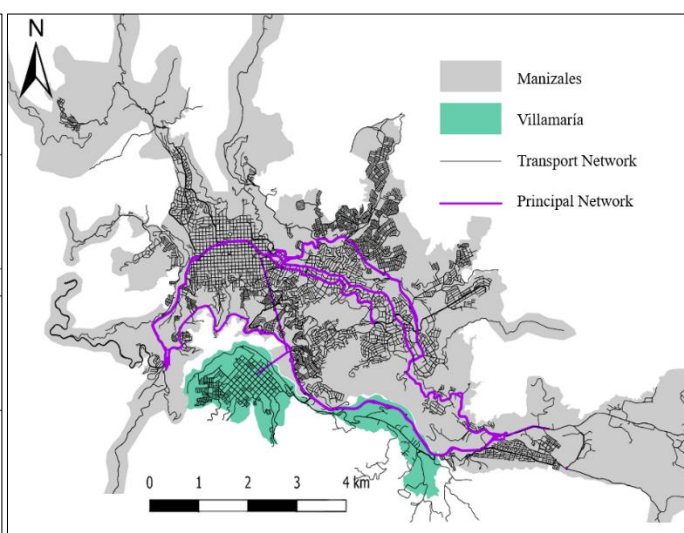 N
Manizales
Villamaría
Transport Network
Principal Network
0 1 2 3 4 km